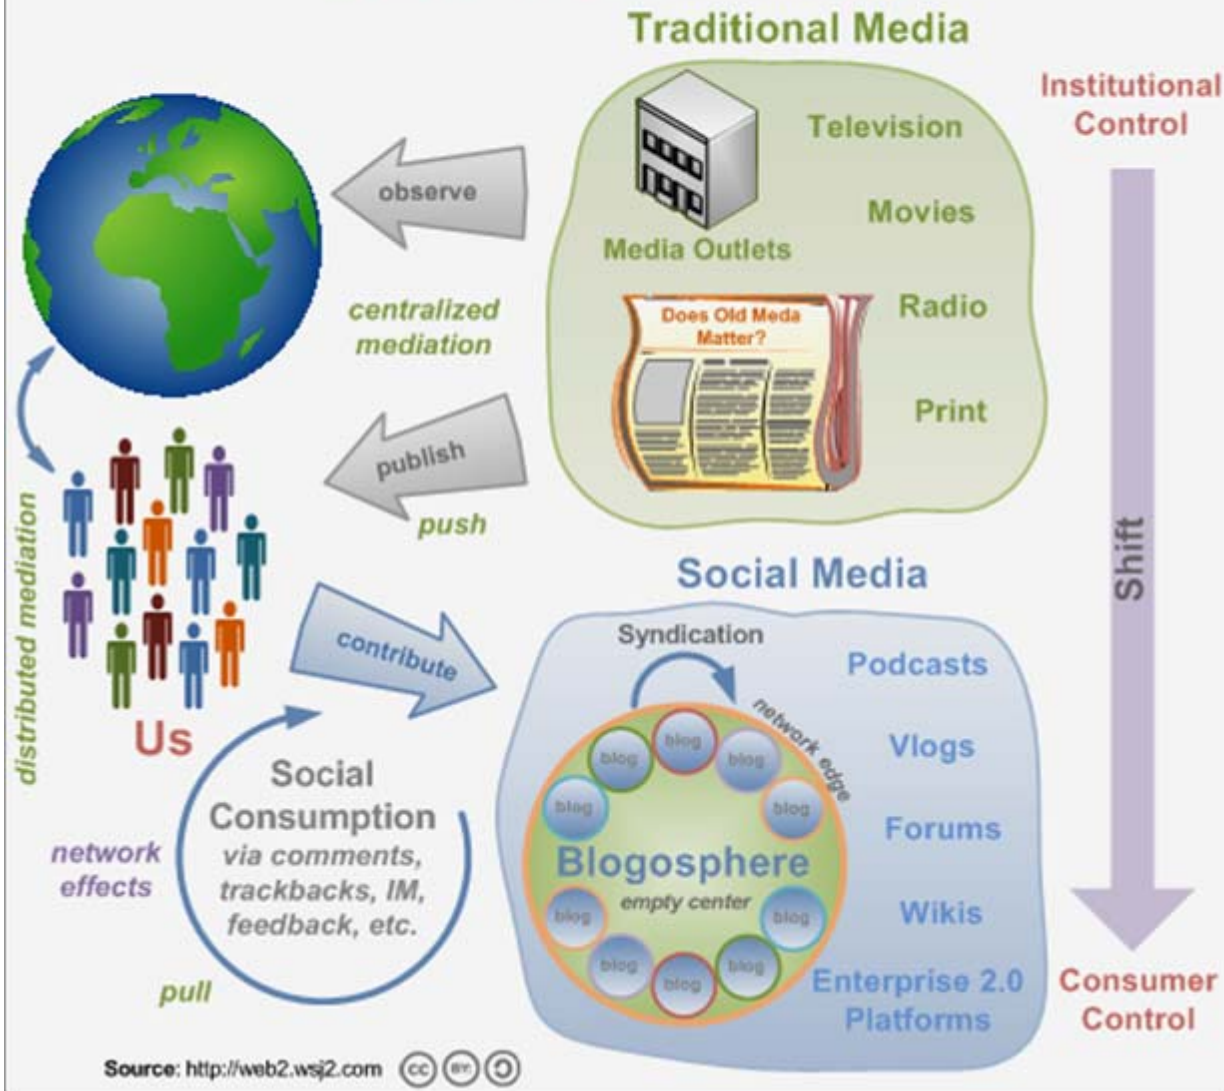 Traditional Media
Institutional
Control
Television
Movies
Media Outlets
Radio
Does Old Meda
Matter?
Print
observe
centralized
mediation
publish
push
distributed mediation
Us
Shift
Social Media
contribute
Syndication
network edge
blog
blog
blog
blog
blog
Blogosphere
empty center
blog
blog
blog
blog
blog
Podcasts
Vlogs
Forums
Wikis
Enterprise 2.0
Platforms
Social
Consumption
via comments,
trackbacks, IM,
feedback, etc.
network
effects
pull
Consumer
Control
Source: http://web2.wsj2.com
CC
BY: